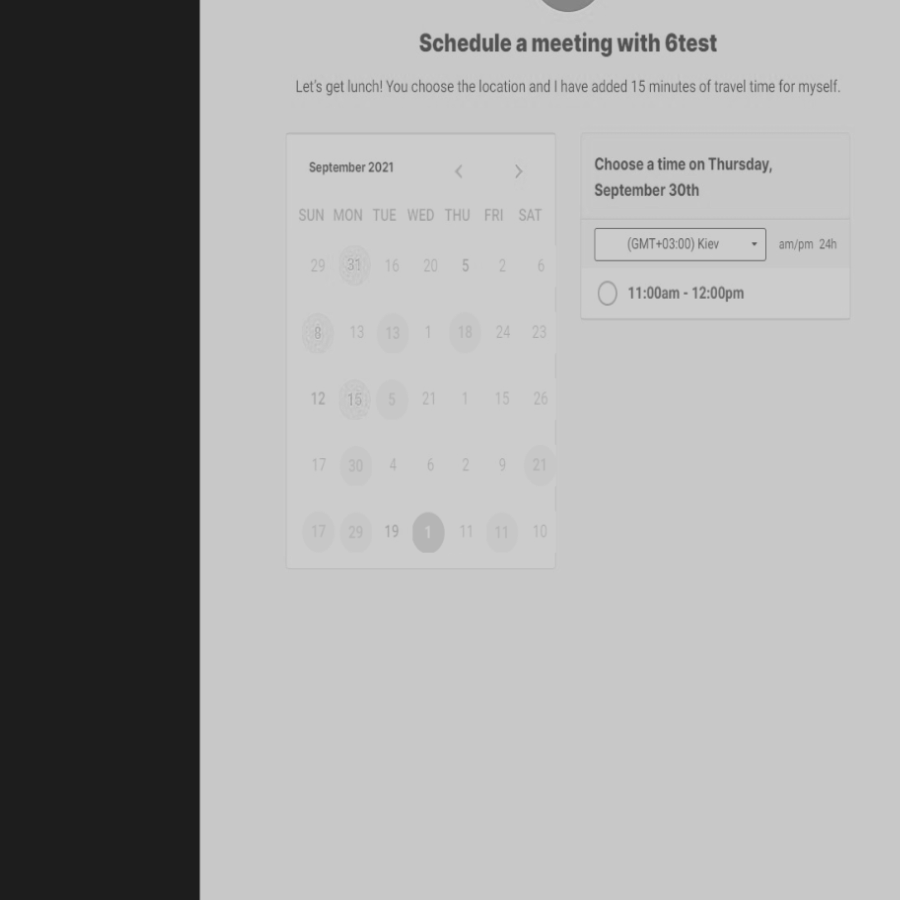 Schedule a meeting with 6test
Let's get lunch! You choose the location and I have added 15 minutes of travel time for myself.
September 2021
SUN MON TUE WED THU FRI SAT
29 31 16 20 5 2 6
8 13 13 1 18 24 23
12 16 5 21 1 15 26
17 30 4 6 2 9 21
17 29 19 1 11 11 10
Choose a time on Thursday,
September 30th
(GMT+03:00) Kiev am/pm 24h
11:00am - 12:00pm